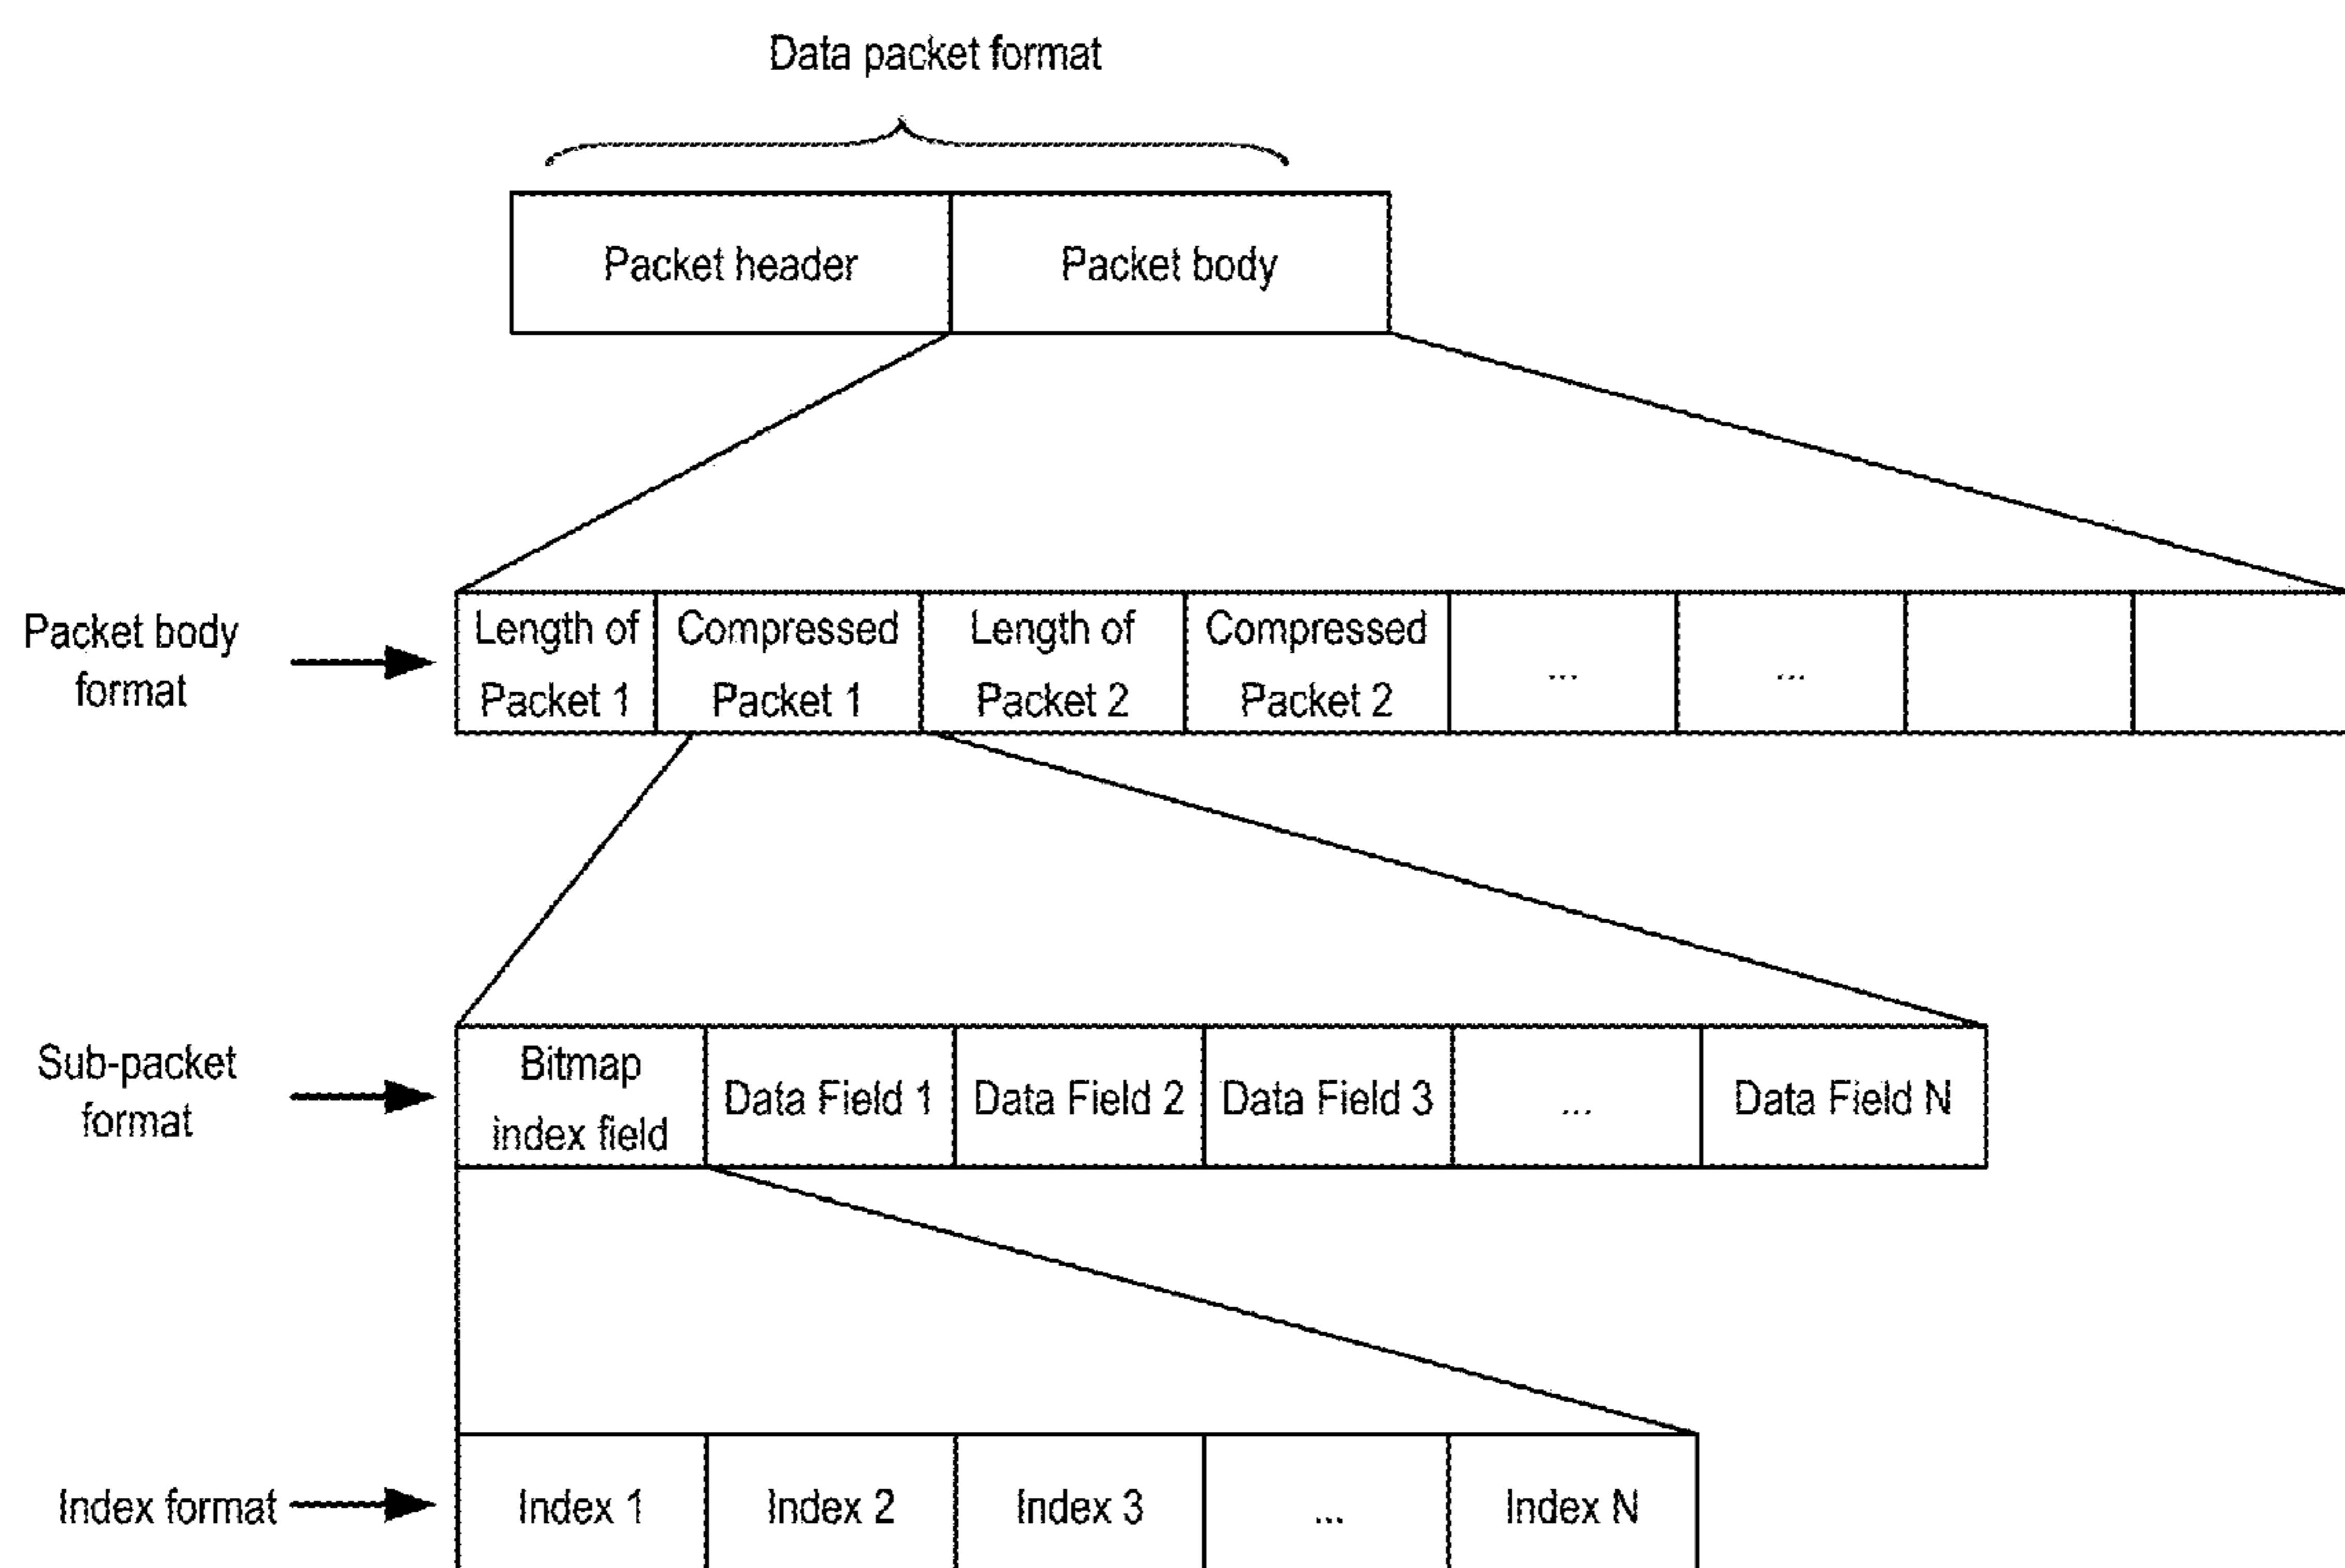 Data packet format
Packet header
Packet body
Packet body
format
Length of
Packet 1
Compressed
Packet 1
Length of
Packet 2
Compressed
Packet 2
...
...
Sub-packet
format
Bitmap
index field
Data Field 1
Data Field 2
Data Field 3
...
Data Field N
Index format
Index 1
Index 2
Index 3
...
Index N